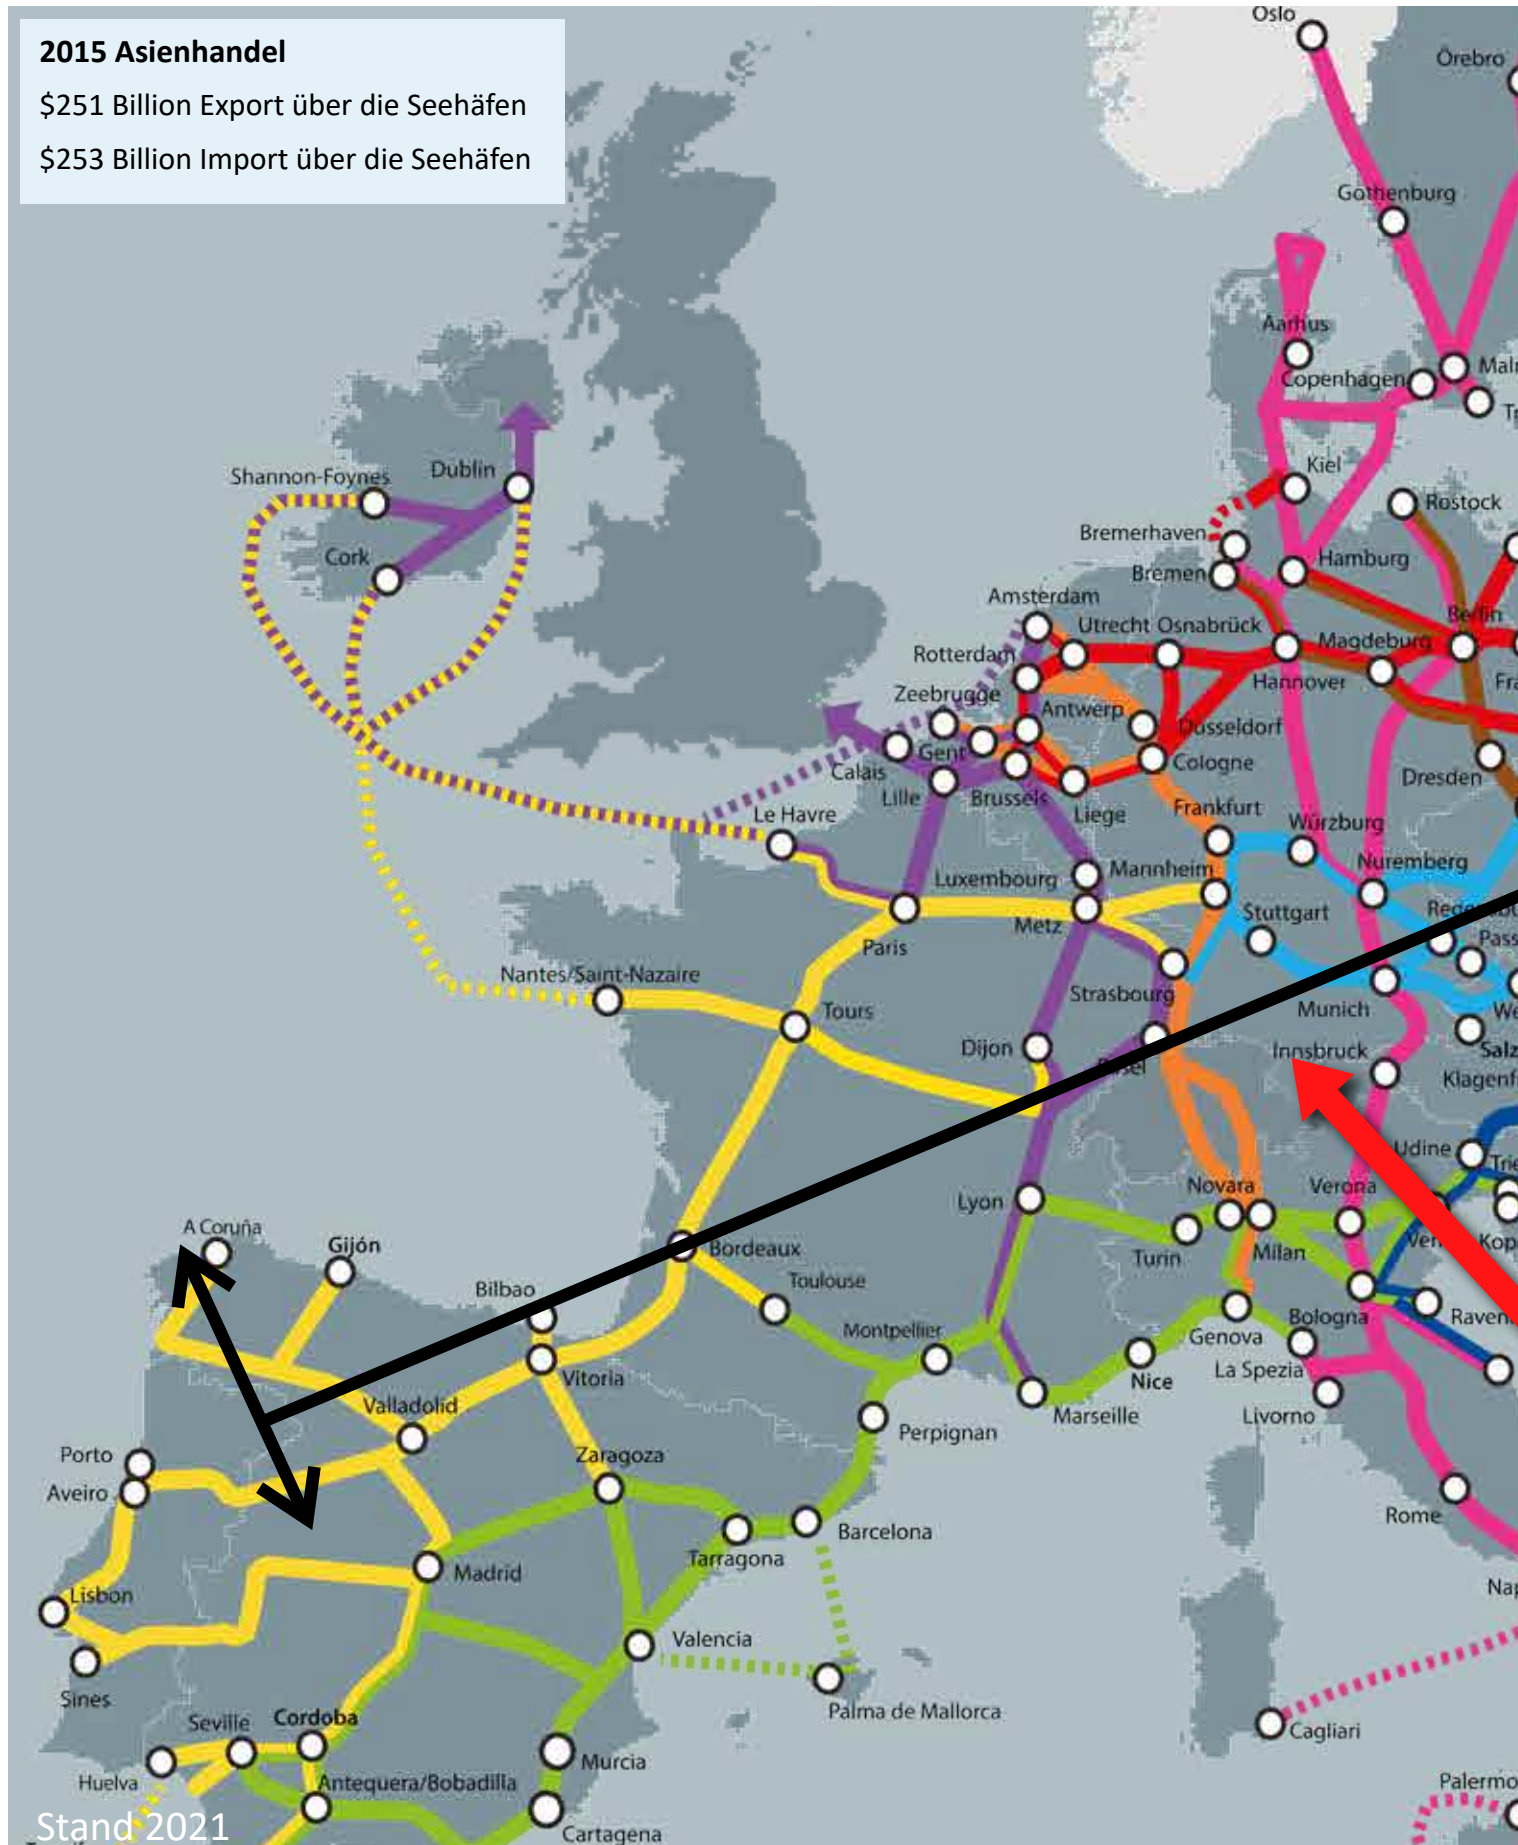 2015 Asienhandel
$251 Billion Export über die Seehäfen
$253 Billion Import über die Seehäfen
Oslo
Örebro
Gothenburg
Aarhus
Copenhagen
Kiel
Rostock
Shannon-Foynes
Dublin
Cork
Bremerhaven
Hamburg
Bremen
Amsterdam
Utrecht Osnabrück
Magdeburg
Berlin
Rotterdam
Hannover
Zeebrugge
Antwerp
Düsseldorf
Gent
Calais
Cologne
Dresden
Lille
Brussels
Liege
Frankfurt
Le Havre
Würzburg
Nuremberg
Luxembourg
Mannheim
Metz
Stuttgart
Paris
Nantes/Saint-Nazaire
Strasbourg
Munich
Tours
Dijon
Innsbruck
Udine
Novara
Verona
Lyon
Turin
Milan
A Coruña
Gijón
Bordeaux
Toulouse
Bilbao
Montpellier
Genova
Bologna
La Spezia
Nice
Vitoria
Marseille
Livorno
Valladolid
Perpignan
Porto
Zaragoza
Aveiro
Rome
Barcelona
Tarragona
Madrid
Lisbon
Valencia
Sines
Palma de Mallorca
Seville
Cordoba
Cagliari
Murcia
Huelva
Antequera/Bobadilla
Palermo
Stand 2021
Cartagena